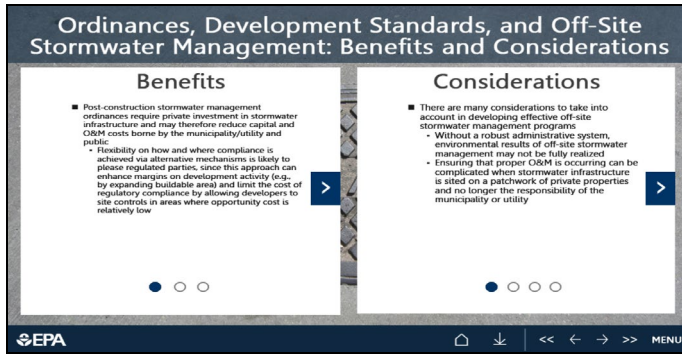 Ordinances, Development Standards, and Off-Site
Stormwater Management: Benefits and Considerations
Benefits
■ Post-construction stormwater management
ordinances require private investment in stormwater
infrastructure and may therefore reduce capital and
O&M costs borne by the municipality/utility and
public
• Flexibility on how and where compliance is
achieved via alternative mechanisms is likely to
please regulated parties, since this approach can
enhance margins on development activity (e.g.,
by expanding buildable area) and limit the cost of
regulatory compliance by allowing developers to
site controls in areas where opportunity cost is
relatively low
Considerations
■ There are many considerations to take into
account in developing effective off-site
stormwater management programs
• Without a robust administrative system,
environmental results of off-site stormwater
management may not be fully realized
• Ensuring that proper O&M is occurring can be
complicated when stormwater infrastructure
is sited on a patchwork of private properties
and no longer the responsibility of the
municipality or utility
EPA
<< ← → >> MENU